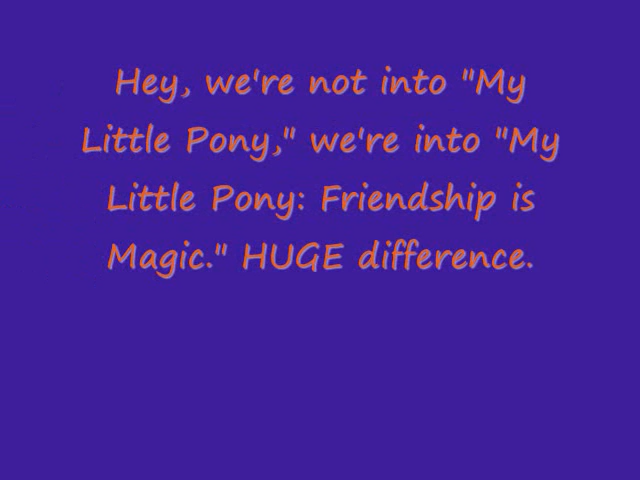 Hey, we're not into "My
Little Pony," we're into "My
Little Pony: Friendship is
Magic." HUGE difference.